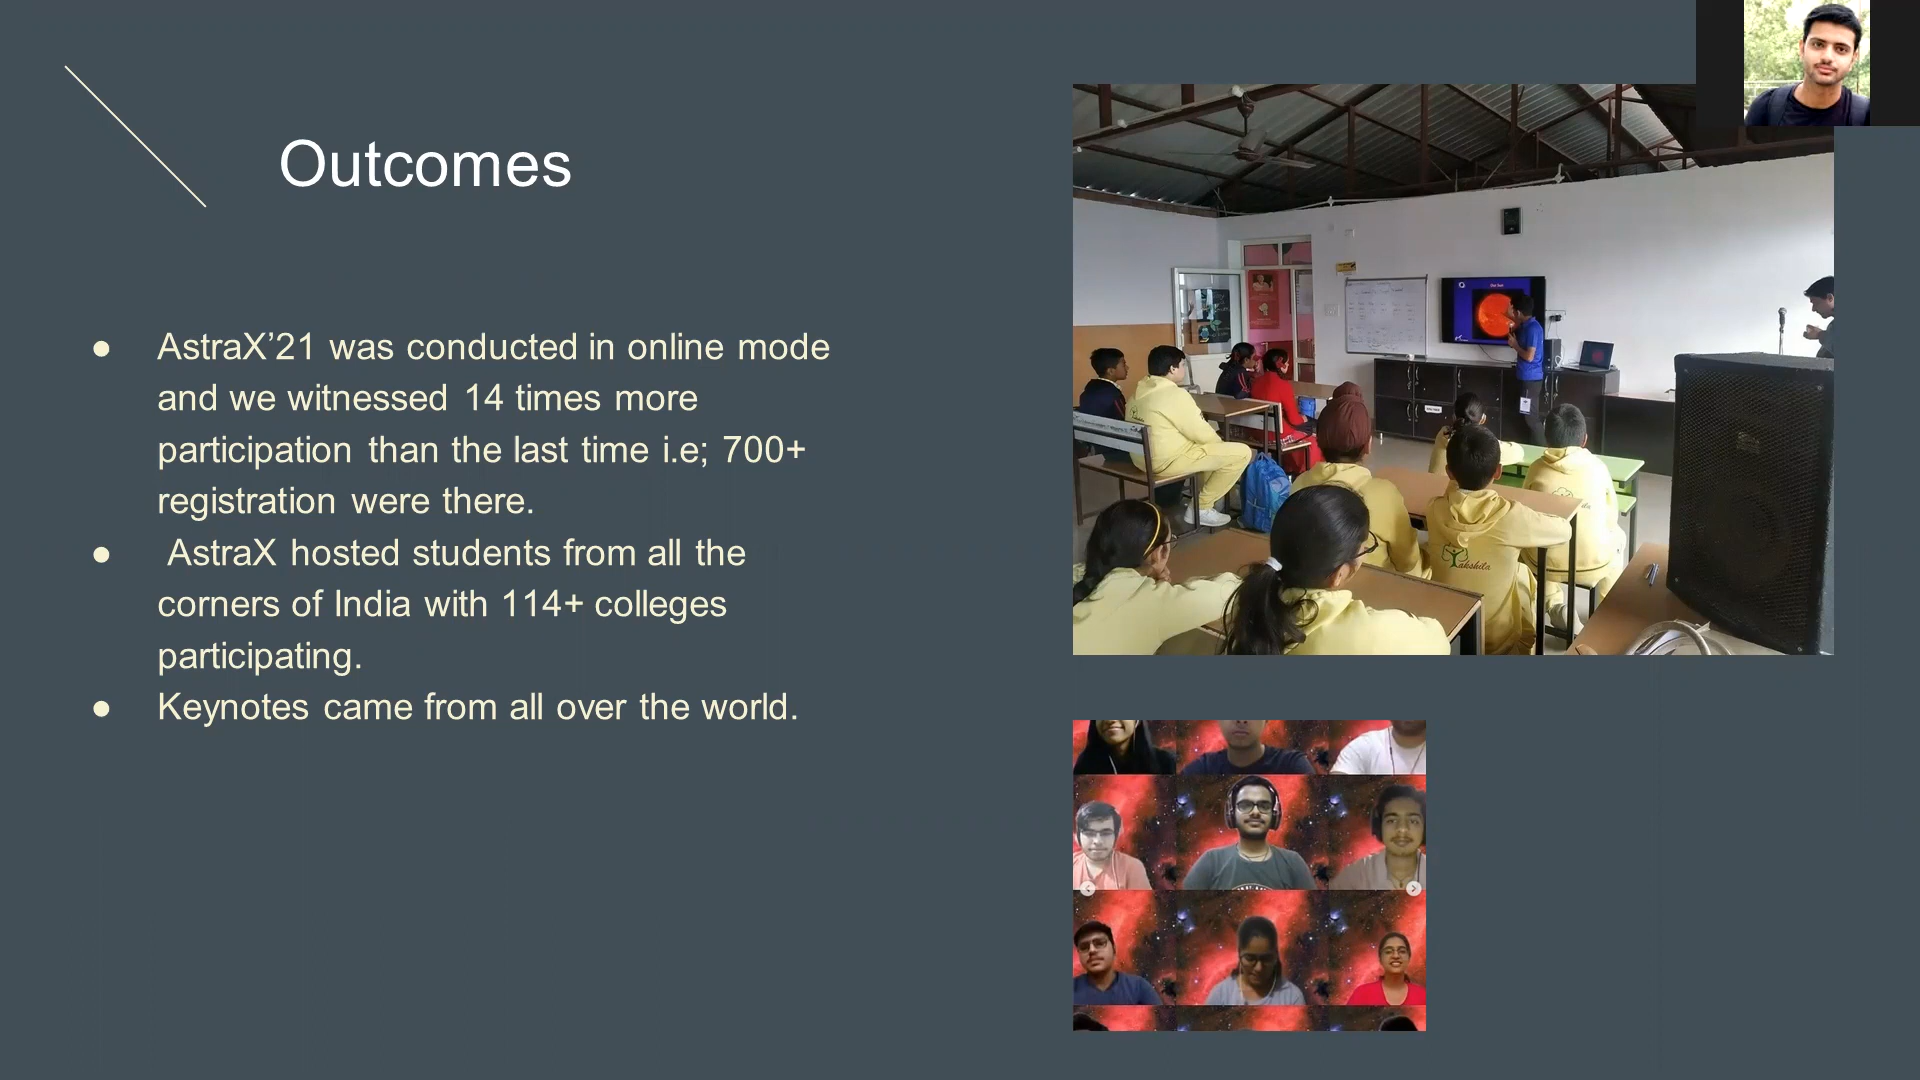 Outcomes
● AstraX’21 was conducted in online mode
and we witnessed 14 times more
participation than the last time i.e; 700+
registration were there.
● AstraX hosted students from all the
corners of India with 114+ colleges
participating.
● Keynotes came from all over the world.
akshila